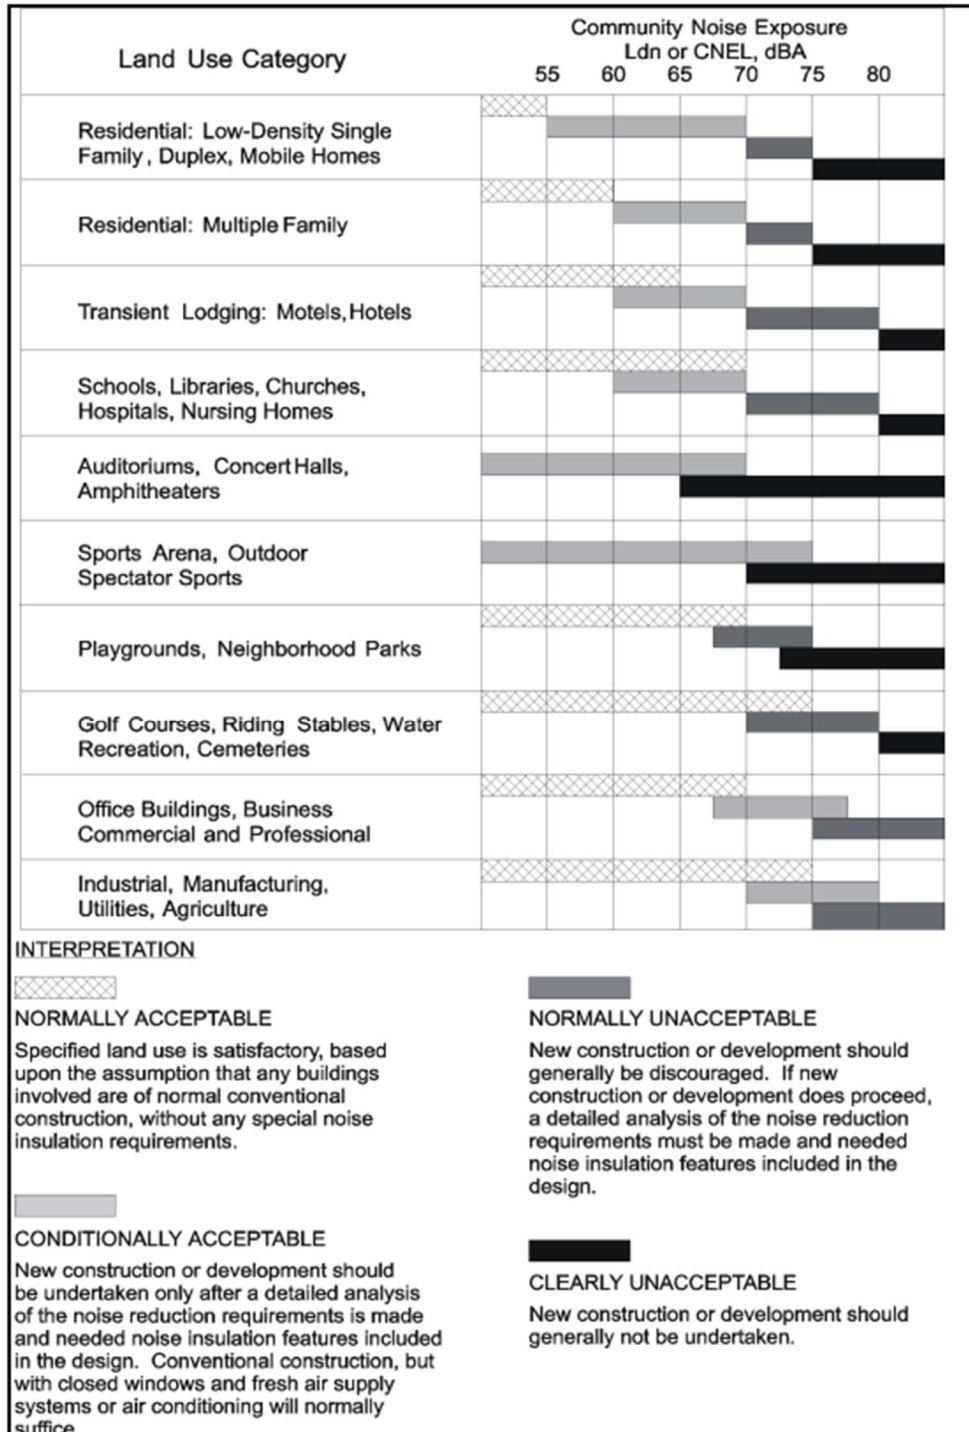 Land Use Category
Community Noise Exposure
Ldn or CNEL, dBA
55 60 65 70 75 80
Residential: Low-Density Single
Family, Duplex, Mobile Homes
Residential: Multiple Family
Transient Lodging: Motels, Hotels
Schools, Libraries, Churches,
Hospitals, Nursing Homes
Auditoriums, Concert Halls,
Amphitheaters
Sports Arena, Outdoor
Spectator Sports
Playgrounds, Neighborhood Parks
Golf Courses, Riding Stables, Water
Recreation, Cemeteries
Office Buildings, Business
Commercial and Professional
Industrial, Manufacturing,
Utilities, Agriculture
INTERPRETATION
NORMALLY ACCEPTABLE
Specified land use is satisfactory, based
upon the assumption that any buildings
involved are of normal conventional
construction, without any special noise
insulation requirements.
CONDITIONALLY ACCEPTABLE
New construction or development should
be undertaken only after a detailed analysis
of the noise reduction requirements is made
and needed noise insulation features included
in the design. Conventional construction, but
with closed windows and fresh air supply
systems or air conditioning will normally
suffice
NORMALLY UNACCEPTABLE
New construction or development should
generally be discouraged. If new
construction or development does proceed,
a detailed analysis of the noise reduction
requirements must be made and needed
noise insulation features included in the
design.
CLEARLY UNACCEPTABLE
New construction or development should
generally not be undertaken.